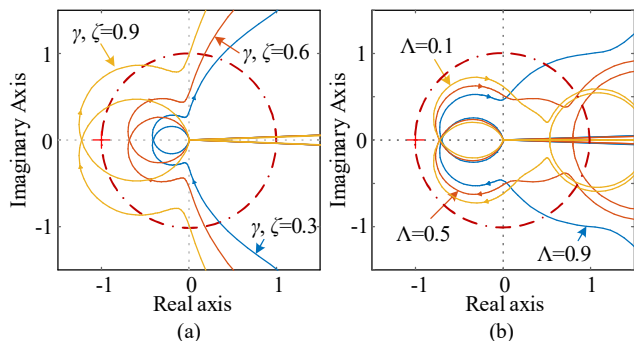 γ, ζ=0.9
γ, ζ=0.6
γ, ζ=0.3
1
0
-1
-1
0
1
Imaginary Axis
Real axis
(a)
Λ=0.1
Λ=0.5
Λ=0.9
1
0
-1
-1
0
1
Imaginary Axis
Real axis
(b)